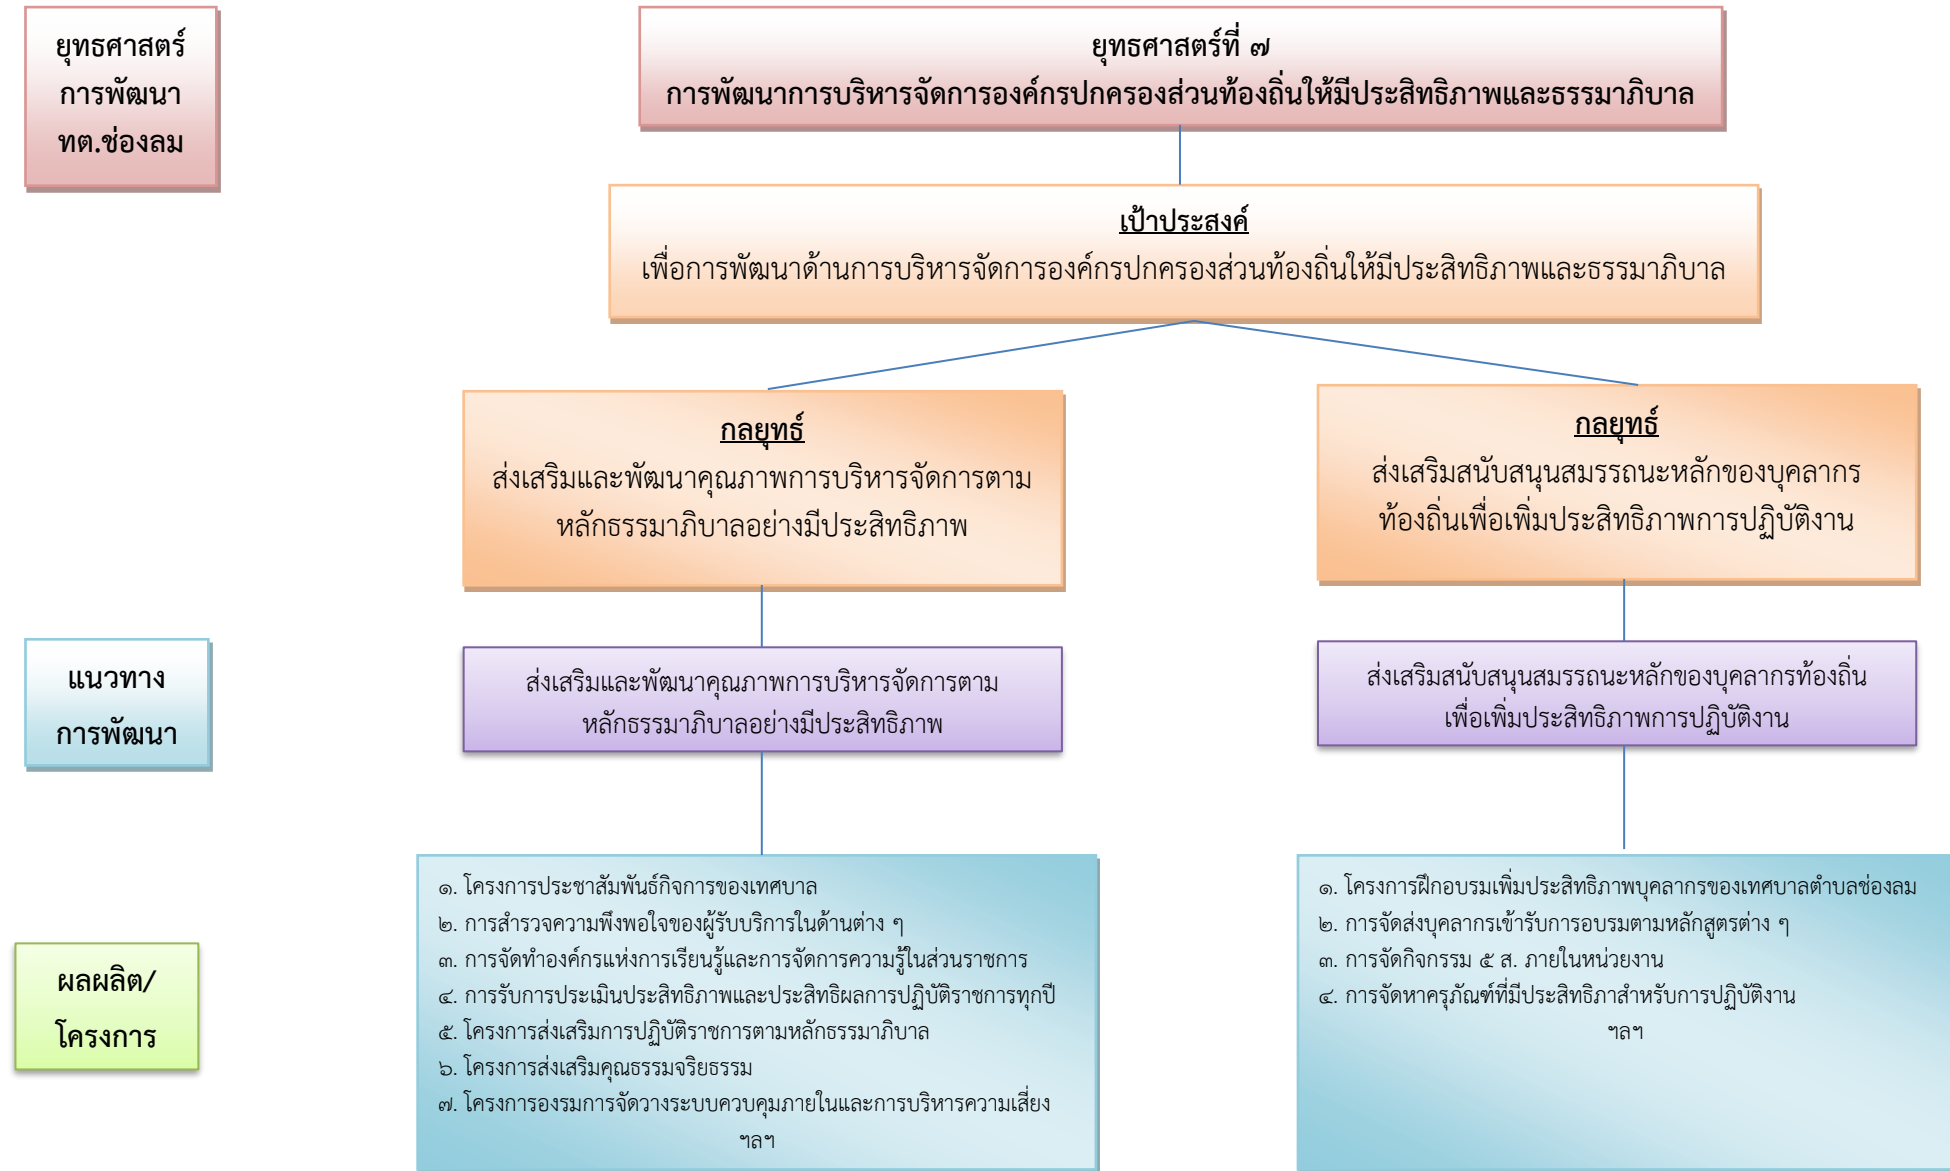 ยุทธศาสตร์
การพัฒนา
ทต.ช่องลม
ยุทธศาสตร์ที่ ๗
การพัฒนาการบริหารจัดการองค์กรปกครองส่วนท้องถิ่นให้มีประสิทธิภาพและธรรมาภิบาล
เป้าประสงค์
เพื่อการพัฒนาด้านการบริหารจัดการองค์กรปกครองส่วนท้องถิ่นให้มีประสิทธิภาพและธรรมาภิบาล
กลยุทธ์
ส่งเสริมและพัฒนาคุณภาพการบริหารจัดการตาม
หลักธรรมาภิบาลอย่างมีประสิทธิภาพ
กลยุทธ์
ส่งเสริมสนับสนุนสมรรถนะหลักของบุคลากร
ท้องถิ่นเพื่อเพิ่มประสิทธิภาพการปฏิบัติงาน
แนวทาง
การพัฒนา
ส่งเสริมและพัฒนาคุณภาพการบริหารจัดการตาม
หลักธรรมาภิบาลอย่างมีประสิทธิภาพ
ส่งเสริมสนับสนุนสมรรถนะหลักของบุคลากรท้องถิ่น
เพื่อเพิ่มประสิทธิภาพการปฏิบัติงาน
ผลผลิต/
โครงการ
๑. โครงการประชาสัมพันธ์กิจการของเทศบาล
๒. การสำรวจความพึงพอใจของผู้รับบริการในด้านต่าง ๆ
๓. การจัดทำองค์กรแห่งการเรียนรู้และการจัดการความรู้ในส่วนราชการ
๔. การรับการประเมินประสิทธิภาพและประสิทธิผลการปฏิบัติราชการทุกปี
๕. โครงการส่งเสริมการปฏิบัติราชการตามหลักธรรมาภิบาล
๖. โครงการส่งเสริมคุณธรรมจริยธรรม
๗. โครงการองรมการจัดวางระบบควบคุมภายในและการบริหารความเสี่ยง
ฯลฯ
๑. โครงการฝึกอบรมเพิ่มประสิทธิภาพบุคลากรของเทศบาลตำบลช่องลม
๒. การจัดส่งบุคลากรเข้ารับการอบรมตามหลักสูตรต่าง ๆ
๓. การจัดกิจกรรม ๕ ส. ภายในหน่วยงาน
๔. การจัดหาครุภัณฑ์ที่มีประสิทธิภาสำหรับการปฏิบัติงาน
ฯลฯ